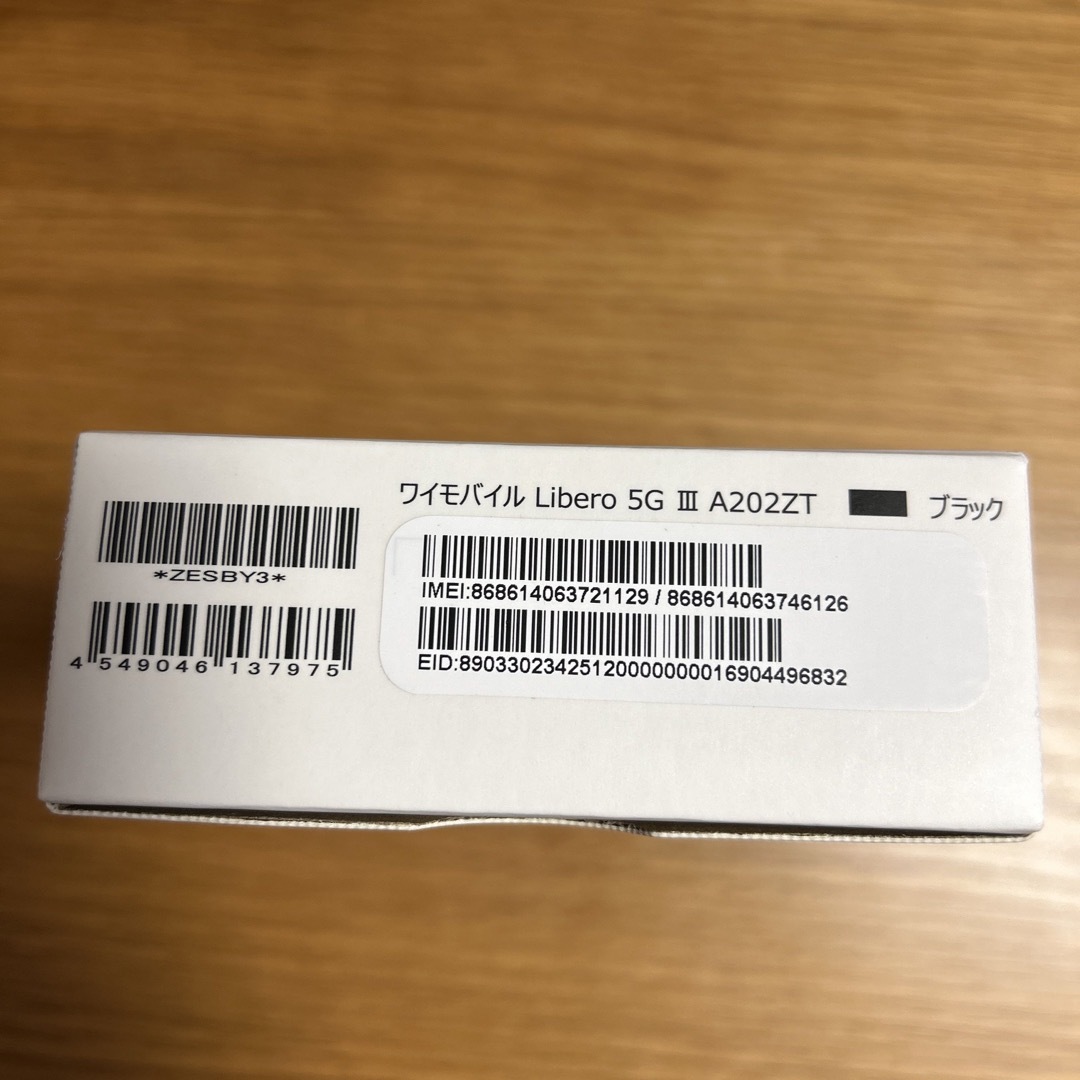 ワイモバイル Libero 5G Ⅲ A202ZT ブラック
*ZESBY3*
4 549046 137975
IMEI:868614063721129 / 868614063746126
EID:89033023425120000000016904496832